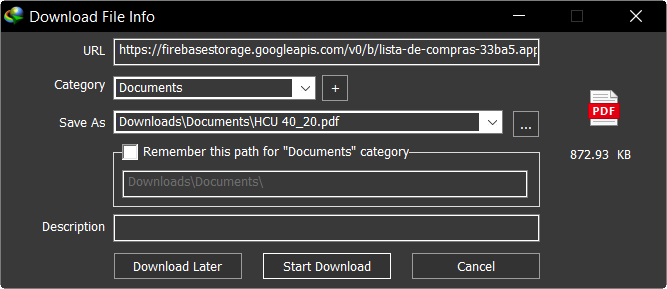 Download File Info
URL
https://firebasestorage.googleapis.com/v0/b/lista-de-compras-33ba5.app
Category
Documents
+
Save As
Downloads\Documents\HCU 40_20.pdf
...
PDF
872.93 KB
Remember this path for "Documents" category
Downloads\Documents\
Description
Download Later
Start Download
Cancel